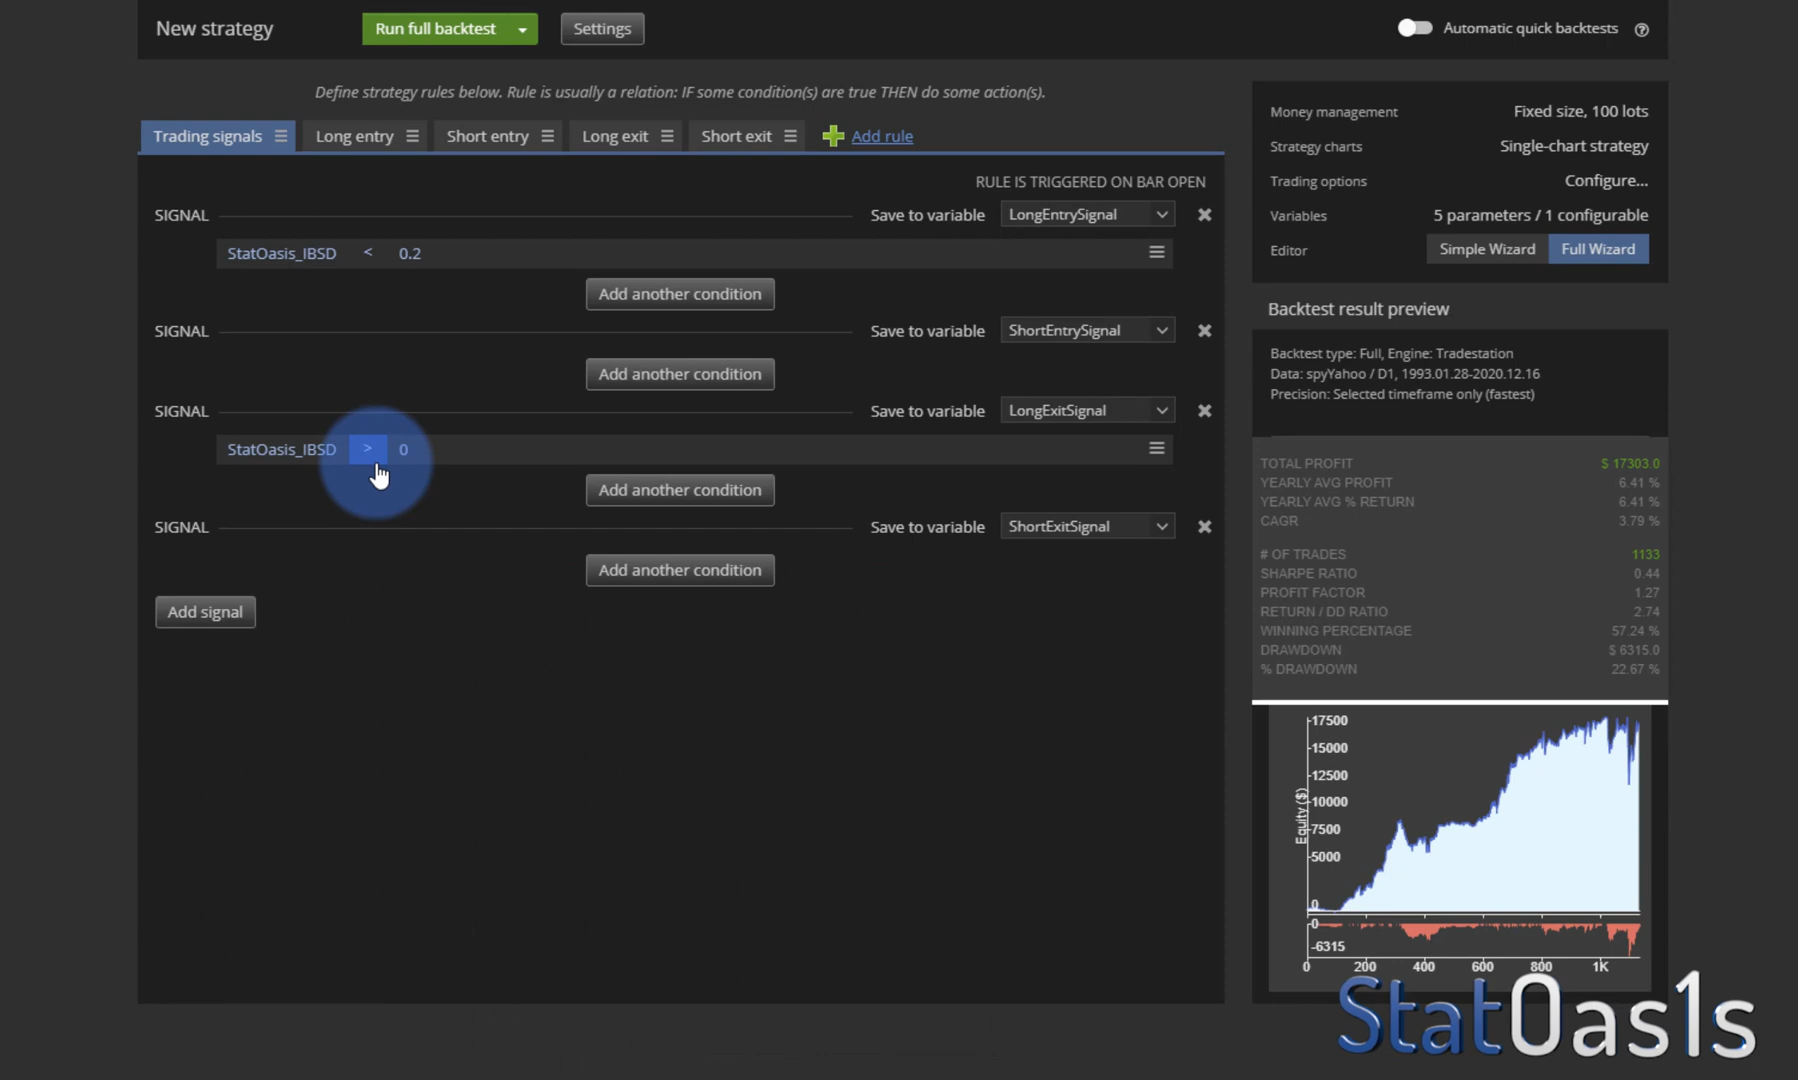 New strategy
Run full backtest
Settings
Automatic quick backtests
Define strategy rules below. Rule is usually a relation: IF some condition(s) are true THEN do some action(s).
Trading signals
Long entry
Short entry
Long exit
Short exit
Add rule
RULE IS TRIGGERED ON BAR OPEN
SIGNAL Save to variable LongEntrySignal
StatOasis_IBSD < 0.2
Add another condition
SIGNAL Save to variable ShortEntrySignal
Add another condition
SIGNAL Save to variable LongExitSignal
StatOasis_IBSD > 0
Add another condition
SIGNAL Save to variable ShortExitSignal
Add another condition
Add signal
Money management Fixed size, 100 lots
Strategy charts Single-chart strategy
Trading options Configure...
Variables 5 parameters / 1 configurable
Editor Simple Wizard Full Wizard
Backtest result preview
Backtest type: Full, Engine: Tradestation
Data: spyYahoo / D1, 1993.01.28-2020.12.16
Precision: Selected timeframe only (fastest)
TOTAL PROFIT $ 17303.0
YEARLY AVG PROFIT 6.41 %
YEARLY AVG % RETURN 6.41 %
CAGR 3.79 %
# OF TRADES 1133
SHARPE RATIO 0.44
PROFIT FACTOR 1.27
RETURN / DD RATIO 2.74
WINNING PERCENTAGE 57.24 %
DRAWDOWN $ 6315.0
% DRAWDOWN 22.67 %
Equity ($)
17500
15000
12500
10000
7500
5000
0
0
-6315
0 200 400 600 800 1K
StatOas1s